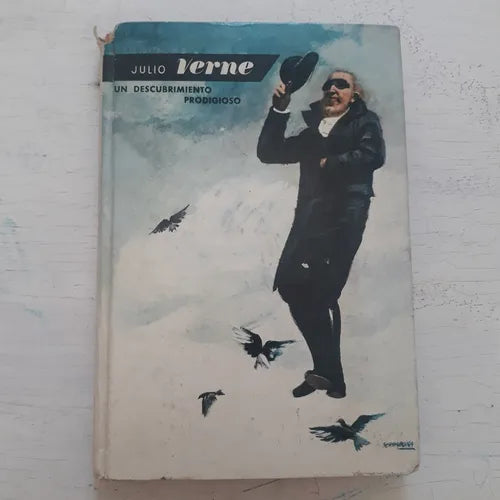 JULIO Verne
UN DESCUBRIMIENTO
PRODIGIOSO